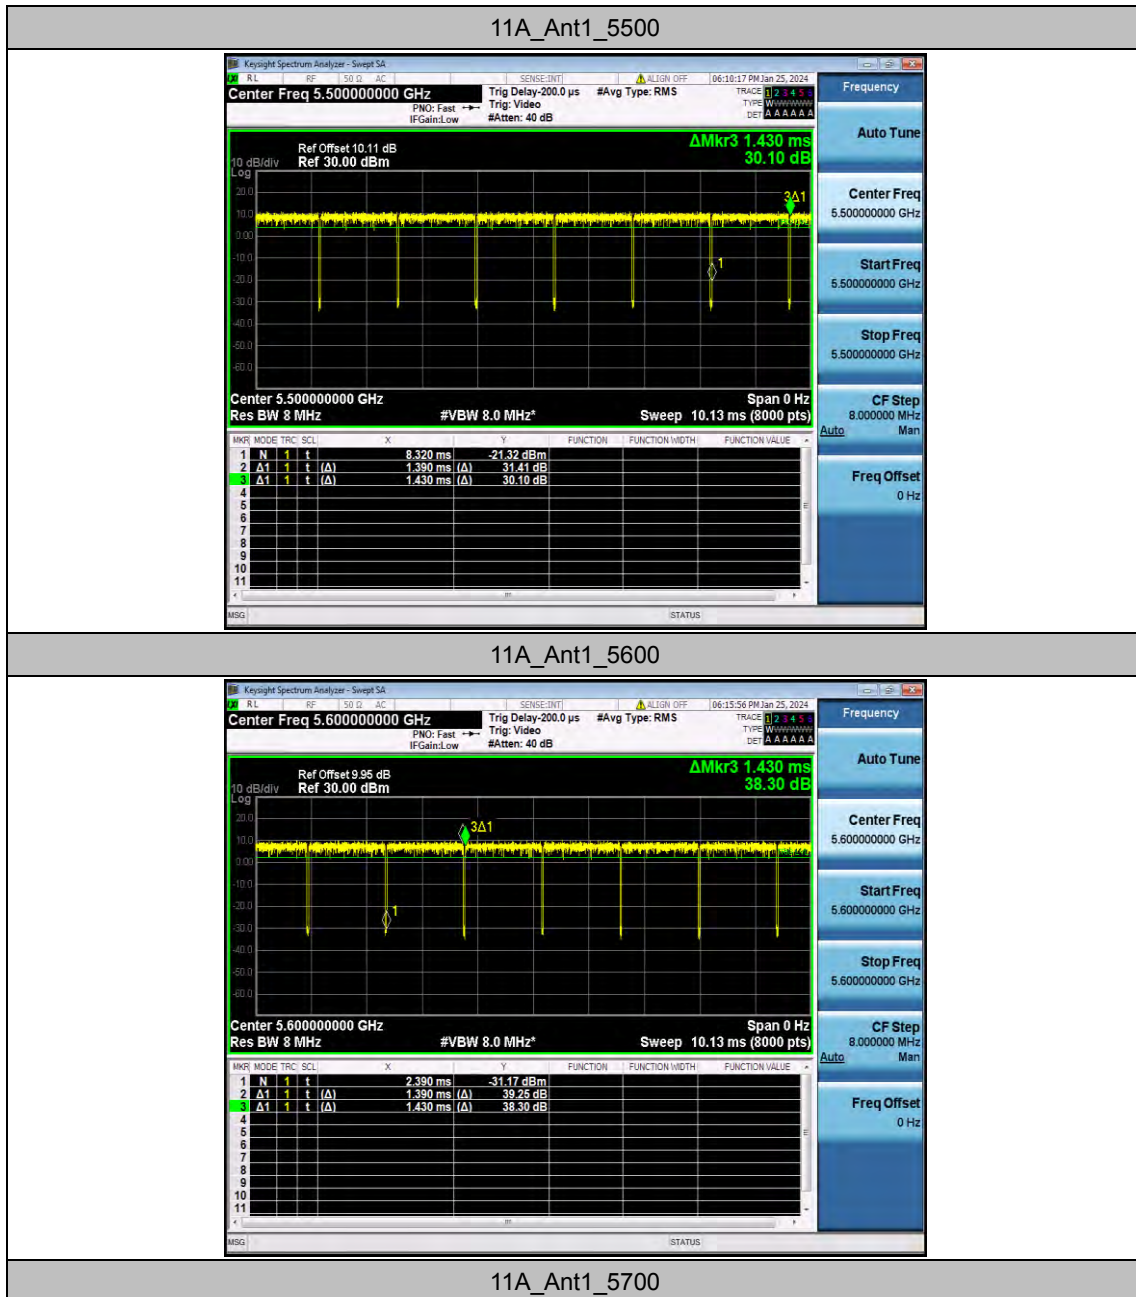 11A_Ant1_5500
Keysight Spectrum Analyzer - Swept SA
RL RF 50 Ω AC SENSE:INT ALIGN OFF 06:10:17 PM Jan 25, 2024
Center Freq 5.500000000 GHz Trig Delay-200.0 µs #Avg Type: RMS TRACE 1 2 3 4 5 6
PNO: Fast Trig: Video TYPE W
IFGain:Low #Atten: 40 dB DET A A A A A A
Frequency
Auto Tune
Ref Offset 10.11 dB ΔMkr3 1.430 ms
10 dB/div Ref 30.00 dBm 30.10 dB
Log
20.0
10.0
0.00
-10.0
-20.0
-30.0
-40.0
-50.0
-60.0
3Δ1
1
Center 5.500000000 GHz Span 0 Hz
Res BW 8 MHz #VBW 8.0 MHz* Sweep 10.13 ms (8000 pts)
Center Freq
5.500000000 GHz
Start Freq
5.500000000 GHz
Stop Freq
5.500000000 GHz
CF Step
8.000000 MHz
Auto Man
Freq Offset
0 Hz
MKR MODE TRC SCL X Y FUNCTION FUNCTION WIDTH FUNCTION VALUE
1 N 1 t 8.320 ms -21.32 dBm
2 Δ1 1 t (Δ) 1.390 ms (Δ) 31.41 dB
3 Δ1 1 t (Δ) 1.430 ms (Δ) 30.10 dB
4
5
6
7
8
9
10
11
MSG STATUS
11A_Ant1_5600
Keysight Spectrum Analyzer - Swept SA
RL RF 50 Ω AC SENSE:INT ALIGN OFF 06:15:56 PM Jan 25, 2024
Center Freq 5.600000000 GHz Trig Delay-200.0 µs #Avg Type: RMS TRACE 1 2 3 4 5 6
PNO: Fast Trig: Video TYPE W
IFGain:Low #Atten: 40 dB DET A A A A A A
Frequency
Auto Tune
Ref Offset 9.95 dB ΔMkr3 1.430 ms
10 dB/div Ref 30.00 dBm 38.30 dB
Log
20.0
10.0
0.00
-10.0
-20.0
-30.0
-40.0
-50.0
-60.0
3Δ1
1
Center 5.600000000 GHz Span 0 Hz
Res BW 8 MHz #VBW 8.0 MHz* Sweep 10.13 ms (8000 pts)
Center Freq
5.600000000 GHz
Start Freq
5.600000000 GHz
Stop Freq
5.600000000 GHz
CF Step
8.000000 MHz
Auto Man
Freq Offset
0 Hz
MKR MODE TRC SCL X Y FUNCTION FUNCTION WIDTH FUNCTION VALUE
1 N 1 t 2.390 ms -31.17 dBm
2 Δ1 1 t (Δ) 1.390 ms (Δ) 39.25 dB
3 Δ1 1 t (Δ) 1.430 ms (Δ) 38.30 dB
4
5
6
7
8
9
10
11
MSG STATUS
11A_Ant1_5700